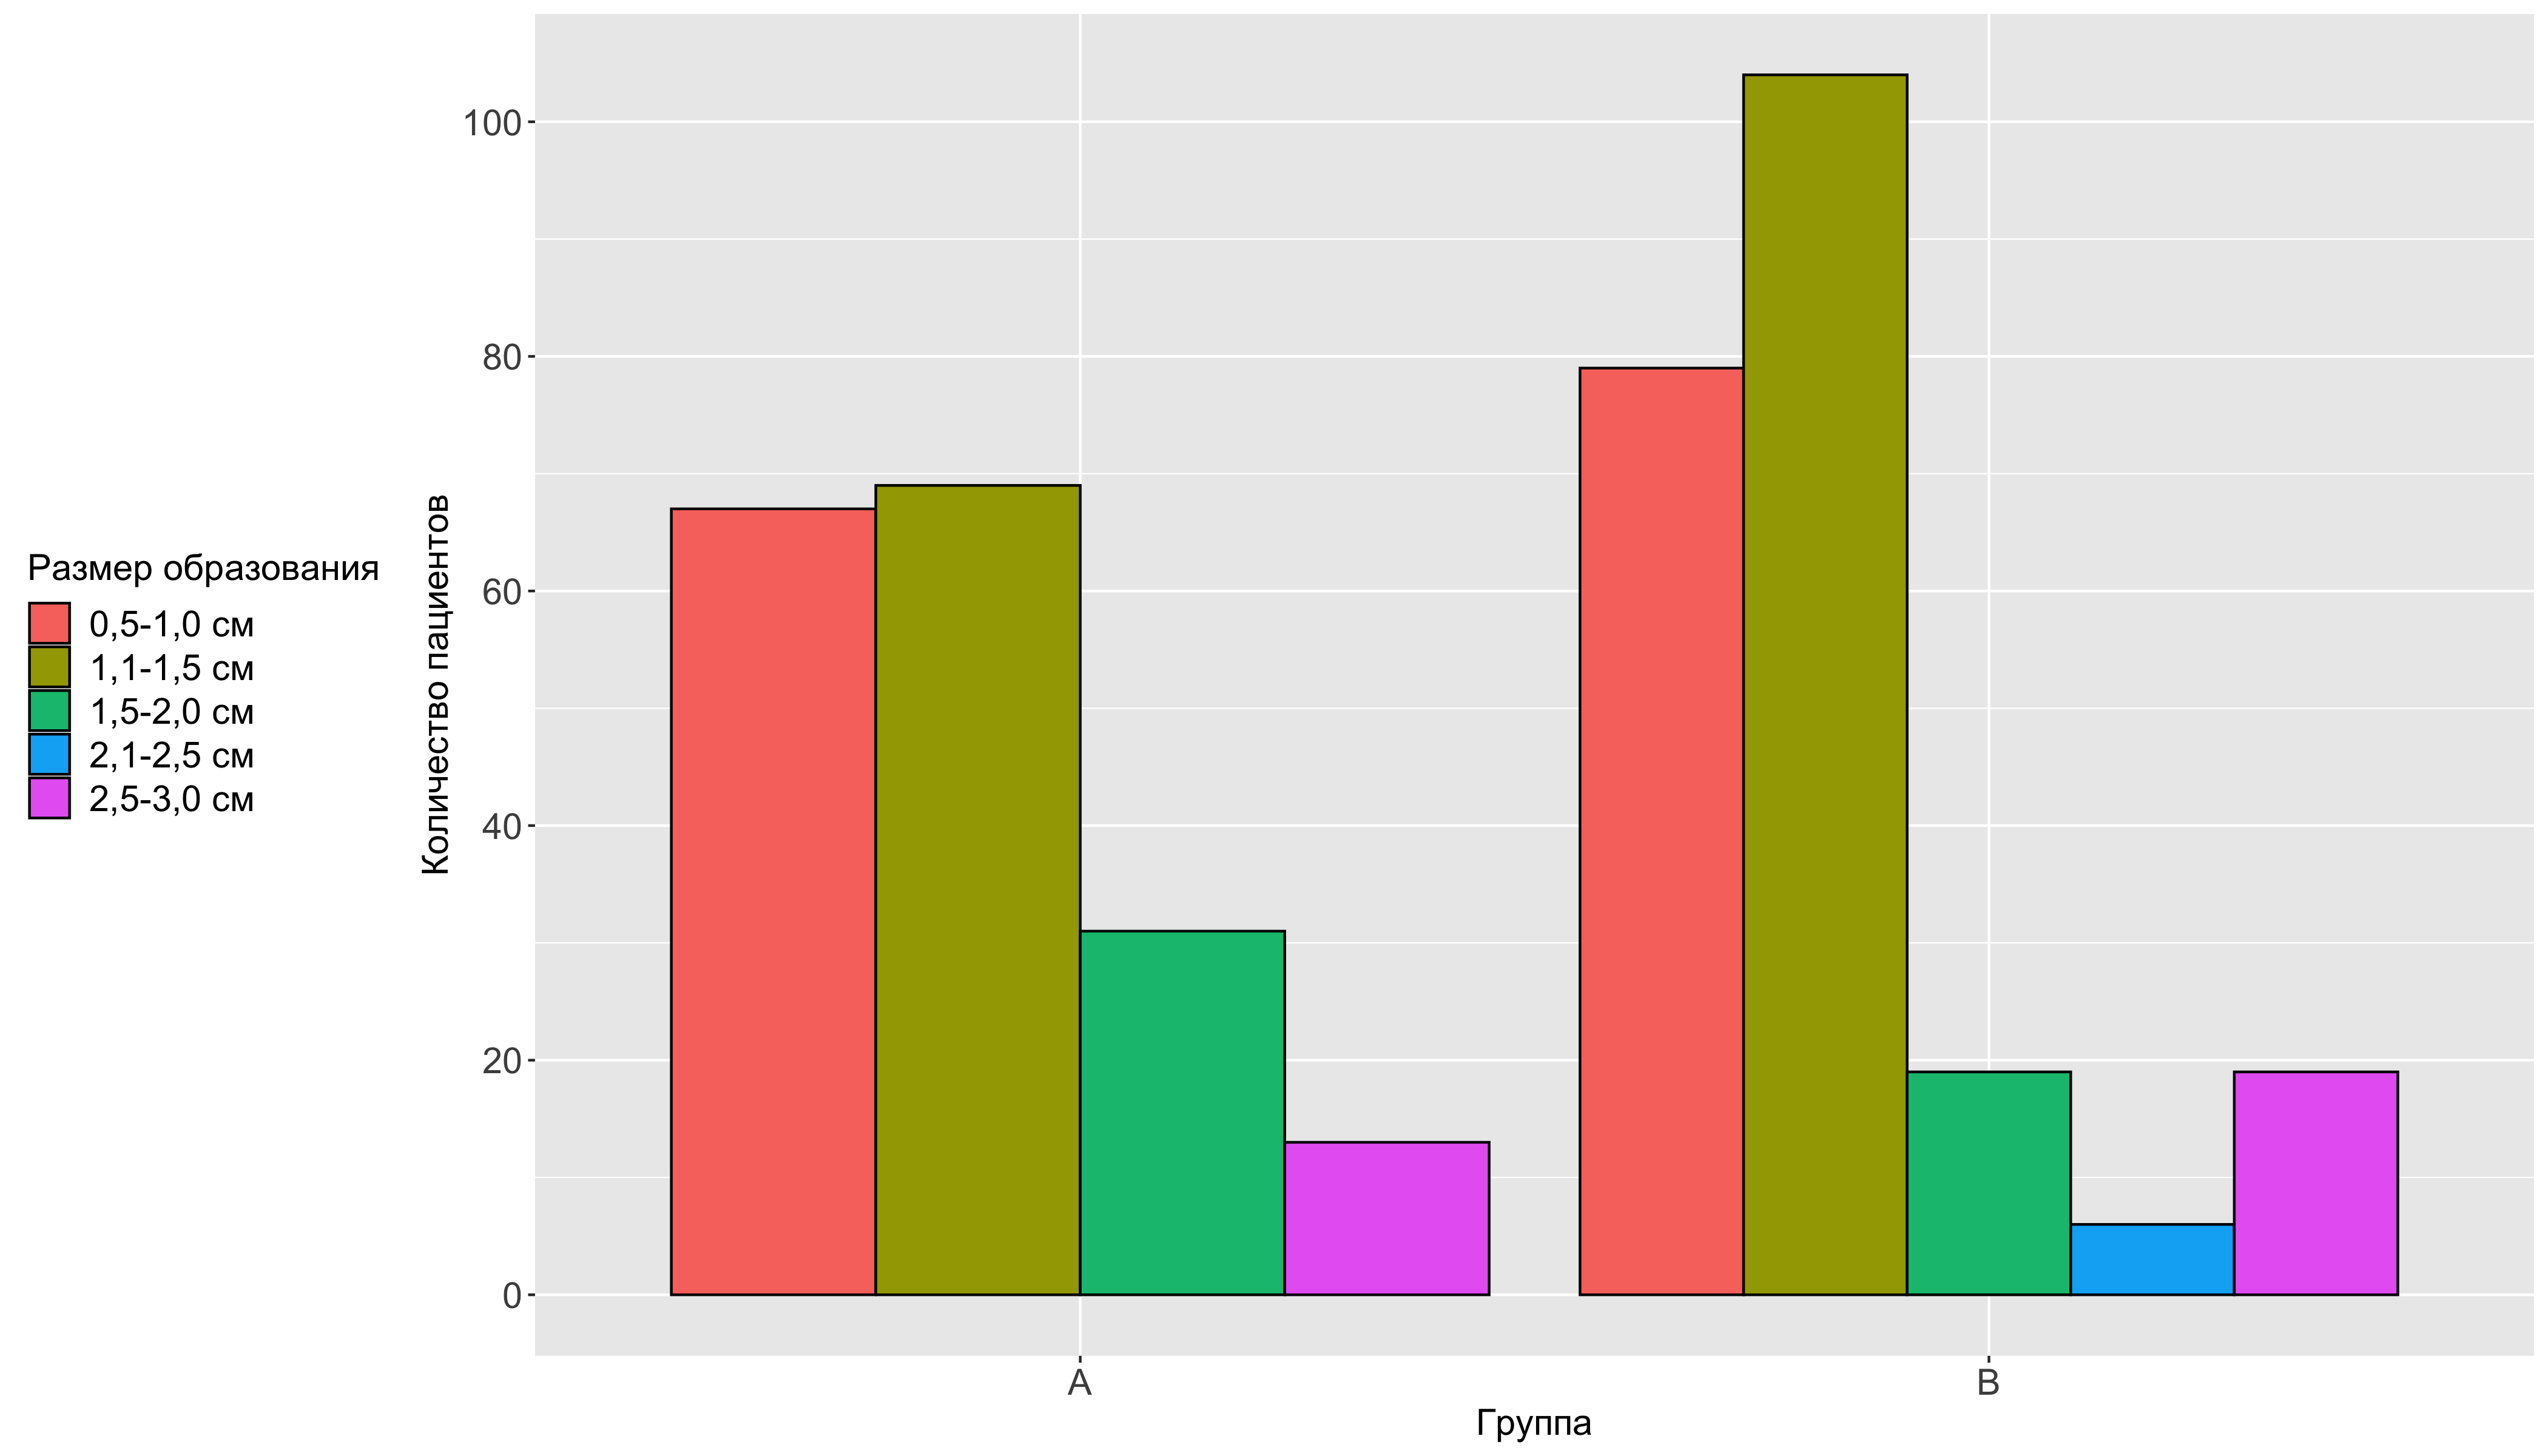 Размер образования
0,5-1,0 см
1,1-1,5 см
1,5-2,0 см
2,1-2,5 см
2,5-3,0 см
Количество пациентов
100
80
60
40
20
0
A
B
Группа